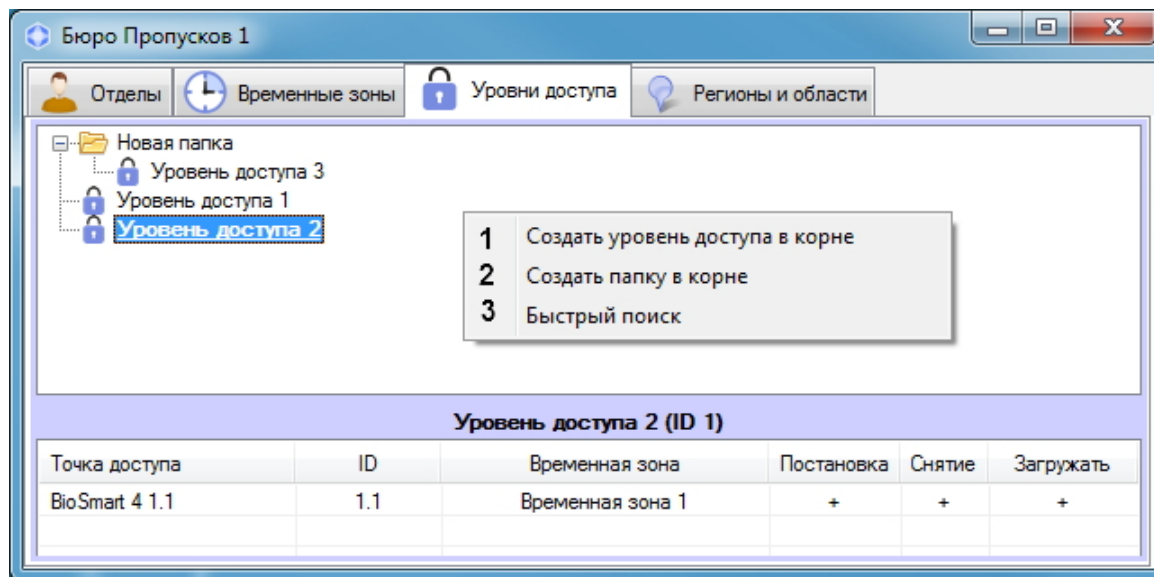 Бюро Пропусков 1
Отделы Временные зоны Уровни доступа Регионы и области
Новая папка
Уровень доступа 3
Уровень доступа 1
Уровень доступа 2
1 Создать уровень доступа в корне
2 Создать папку в корне
3 Быстрый поиск
Уровень доступа 2 (ID 1)
Точка доступа ID Временная зона Постановка Снятие Загружать
BioSmart 4 1.1 1.1 Временная зона 1 + + +